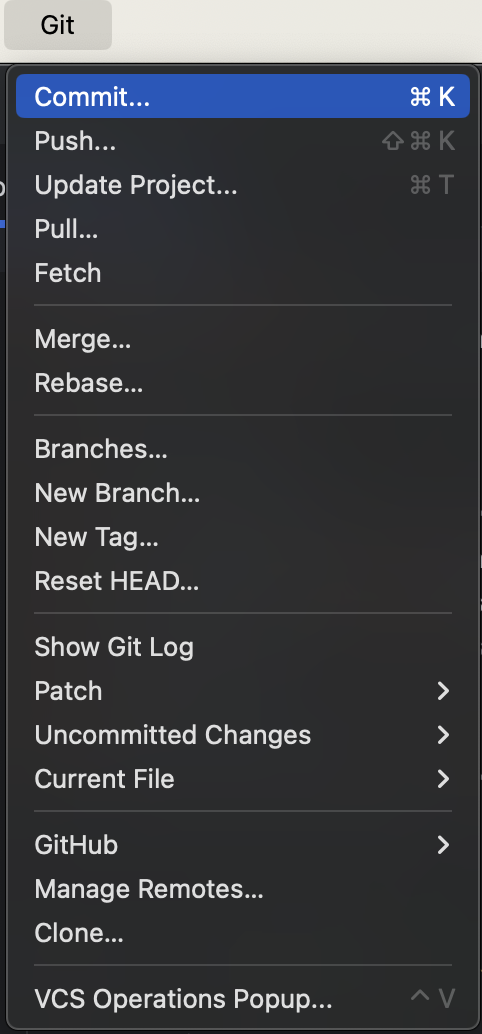 Git
Commit... ⌘ K
Push... ⇧ ⌘ K
Update Project... ⌘ T
Pull...
Fetch
Merge...
Rebase...
Branches...
New Branch...
New Tag...
Reset HEAD...
Show Git Log
Patch
Uncommitted Changes
Current File
GitHub
Manage Remotes...
Clone...
VCS Operations Popup... ^ V